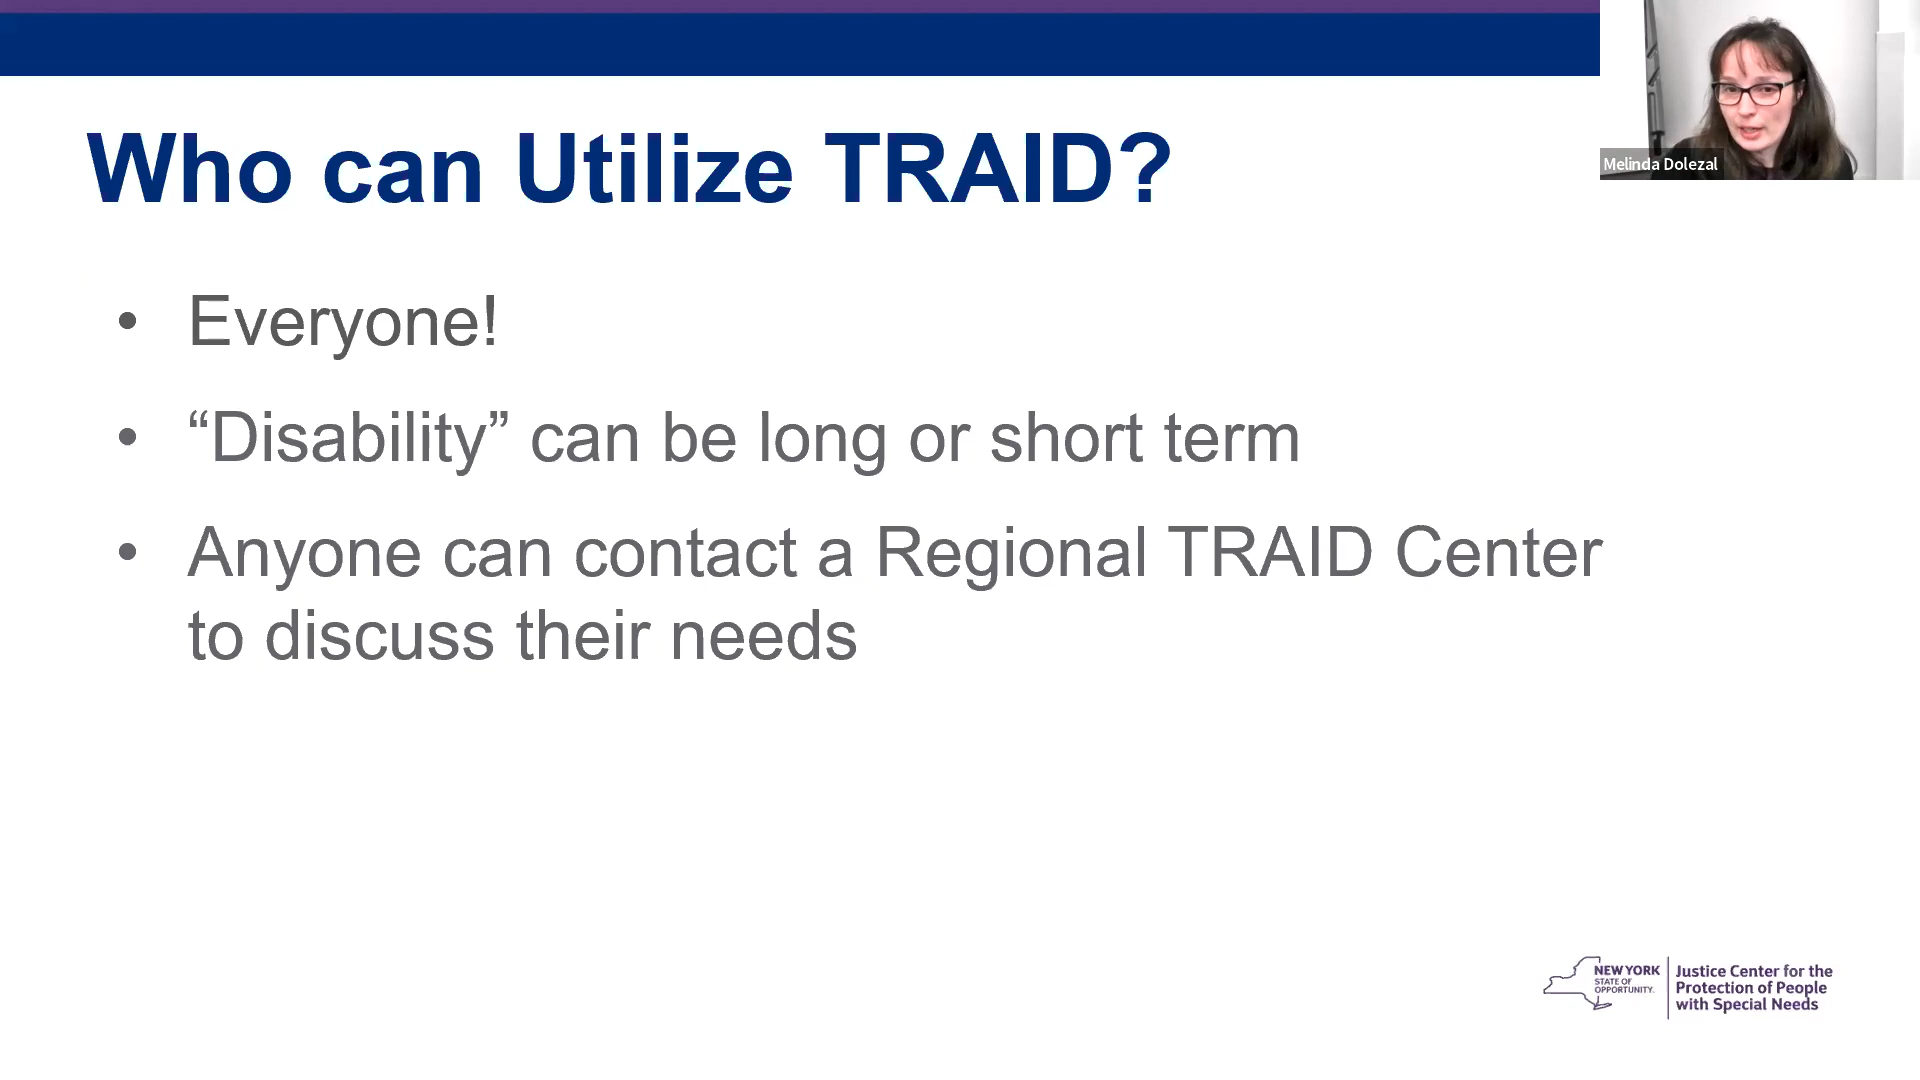 Who can Utilize TRAID?
Melinda Dolezal
• Everyone!
• “Disability” can be long or short term
• Anyone can contact a Regional TRAID Center
to discuss their needs
NEW YORK
STATE OF
OPPORTUNITY.
Justice Center for the
Protection of People
with Special Needs